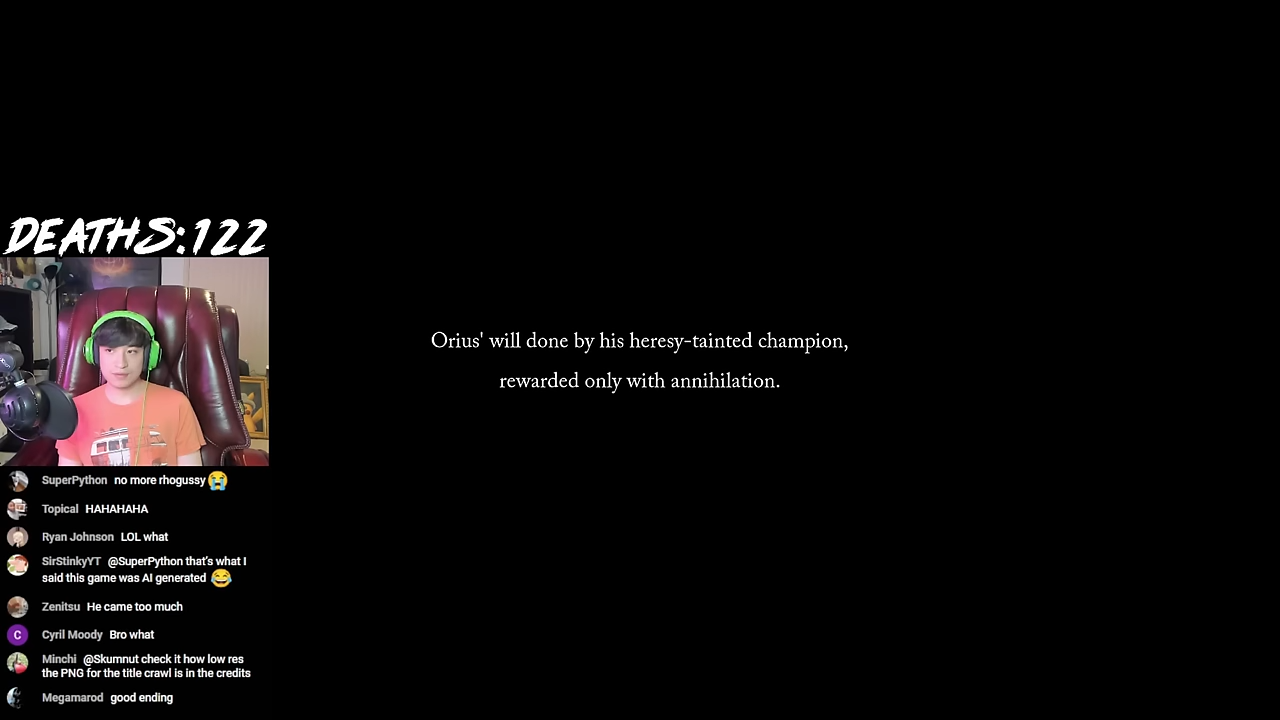 DEATHS:122
Orius' will done by his heresy-tainted champion,
rewarded only with annihilation.
SuperPython no more rhogussy😭
Topical HAHAHAHA
Ryan Johnson LOL what
SirStinkyYT @SuperPython that's what I
said this game was AI generated 😂
Zenitsu He came too much
C Cyril Moody Bro what
Minchi @Skumnut check it how low res
the PNG for the title crawl is in the credits
Megamarod good ending